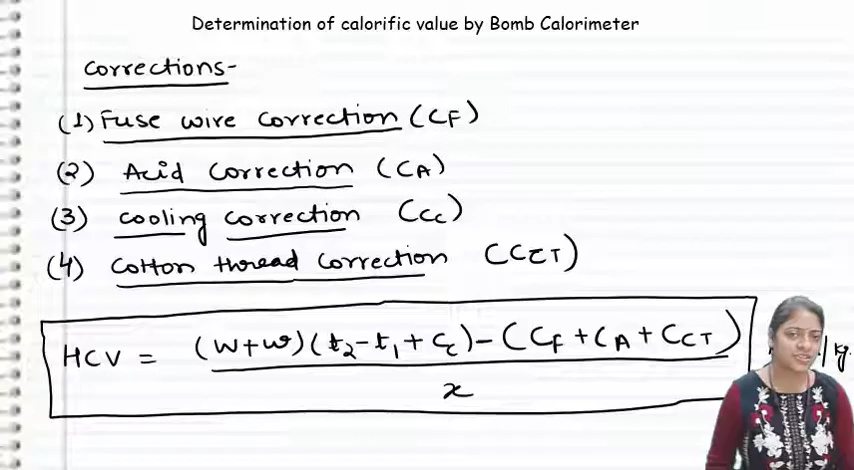 Determination of calorific value by Bomb Calorimeter
Corrections-
(1) Fuse wire correction (CF)
(2) Acid correction (CA)
(3) cooling correction (Cc)
(4) cotton thread correction (CCT)
HCV = (W+w)(t2-t1+Cc)-(CF+CA+CCT) / x
/kg.